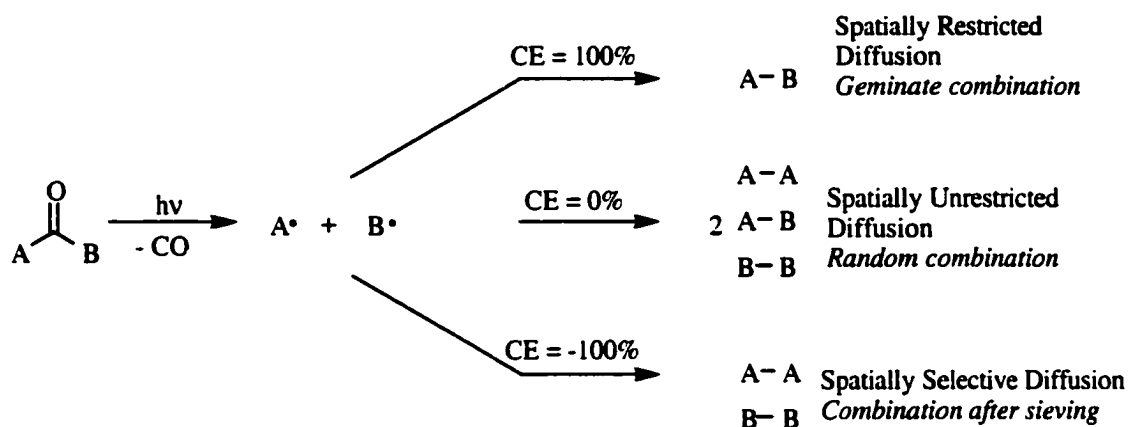 CE = 100%
A- B
Spatially Restricted
Diffusion
Geminate combination
O
A
B
hν
- CO
A• + B•
CE = 0%
A- A
2 A- B
B- B
Spatially Unrestricted
Diffusion
Random combination
CE = -100%
A- A
B- B
Spatially Selective Diffusion
Combination after sieving